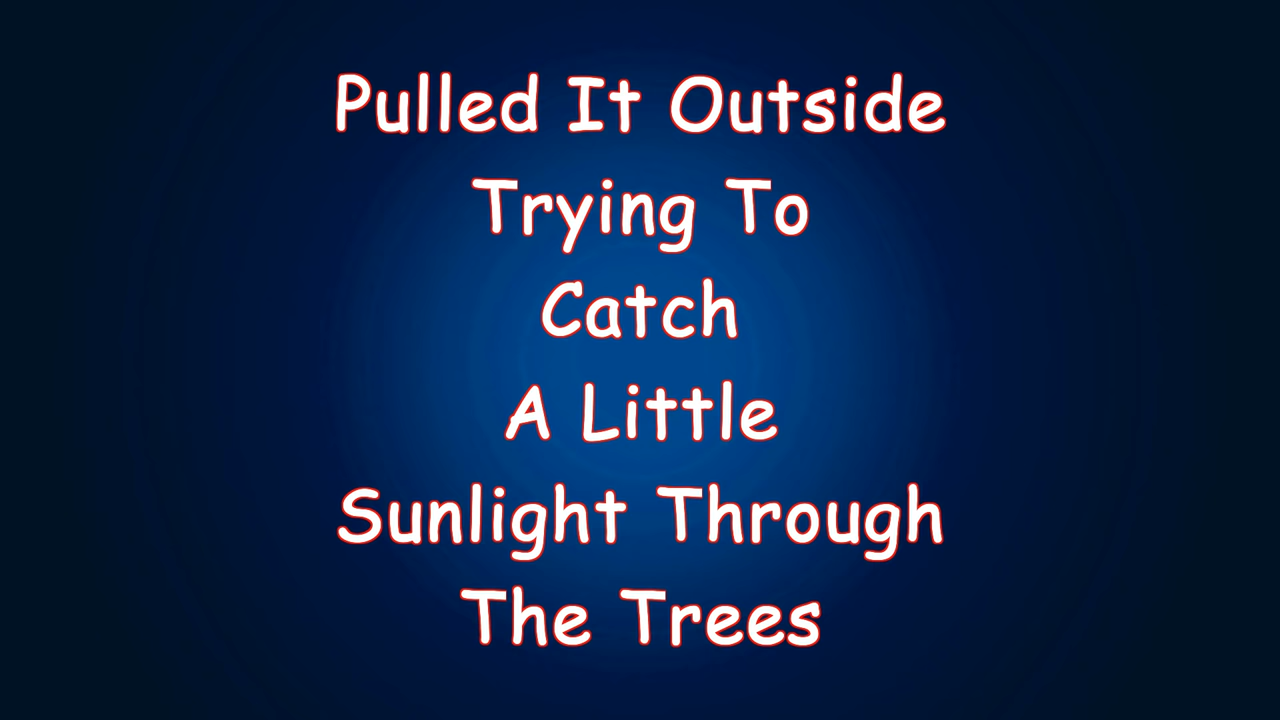 Pulled It Outside
Trying To
Catch
A Little
Sunlight Through
The Trees